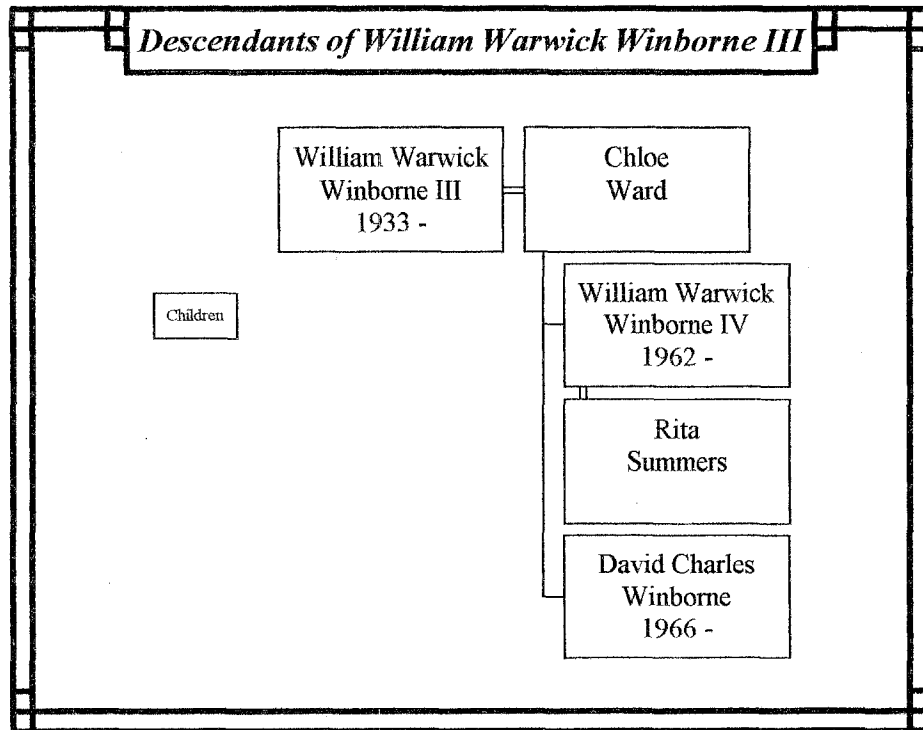 Descendants of William Warwick Winborne III
William Warwick
Winborne III
1933 -
Chloe
Ward
Children
William Warwick
Winborne IV
1962 -
Rita
Summers
David Charles
Winborne
1966 -